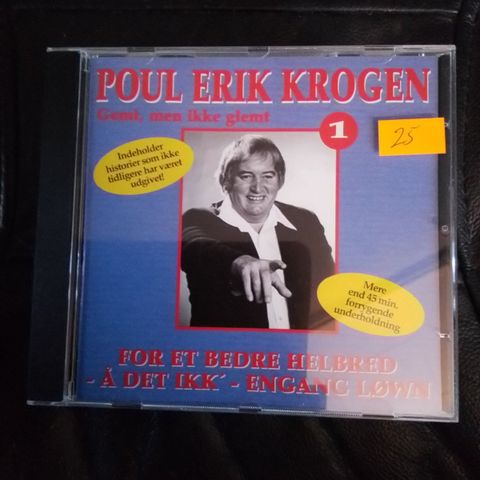 POUL ERIK KROGEN
Gemt, men ikke glemt
1
25
Indeholder
historier som ikke
tidligere har været
udgivet!
Mere
end 45 min.
forrygende
underholdning
FOR ET BEDRE HELBRED
- Å DET IKK´ - ENGANG LØWN